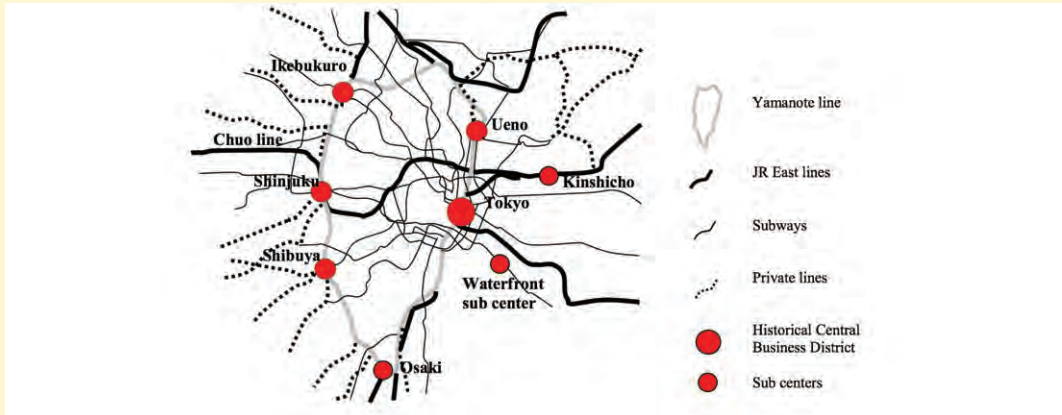 Ikebukuro
Ueno
Chuo line
Shinjuku
Kinshicho
Tokyo
Shibuya
Waterfront
sub center
Osaki
Yamanote line
JR East lines
Subways
Private lines
Historical Central
Business District
Sub centers